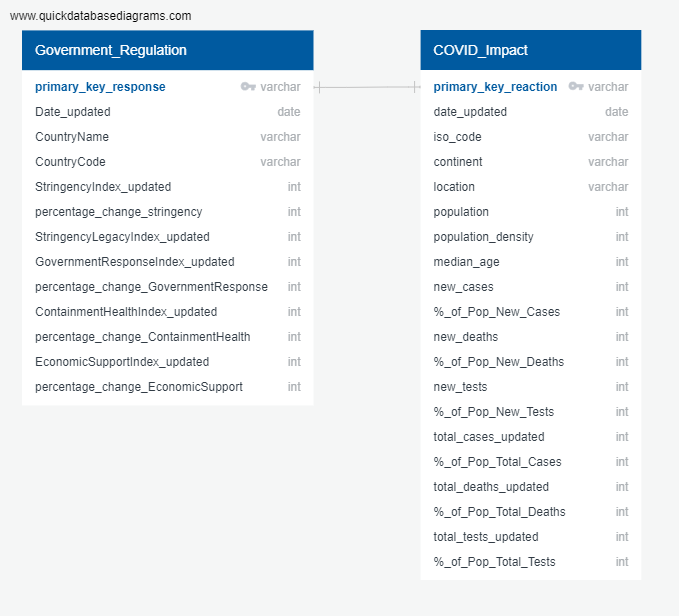 www.quickdatabasediagrams.com
Government_Regulation
primary_key_response varchar
Date_updated date
CountryName varchar
CountryCode varchar
StringencyIndex_updated int
percentage_change_stringency int
StringencyLegacyIndex_updated int
GovernmentResponseIndex_updated int
percentage_change_GovernmentResponse int
ContainmentHealthIndex_updated int
percentage_change_ContainmentHealth int
EconomicSupportIndex_updated int
percentage_change_EconomicSupport int
COVID_Impact
primary_key_reaction varchar
date_updated date
iso_code varchar
continent varchar
location varchar
population int
population_density int
median_age int
new_cases int
%_of_Pop_New_Cases int
new_deaths int
%_of_Pop_New_Deaths int
new_tests int
%_of_Pop_New_Tests int
total_cases_updated int
%_of_Pop_Total_Cases int
total_deaths_updated int
%_of_Pop_Total_Deaths int
total_tests_updated int
%_of_Pop_Total_Tests int